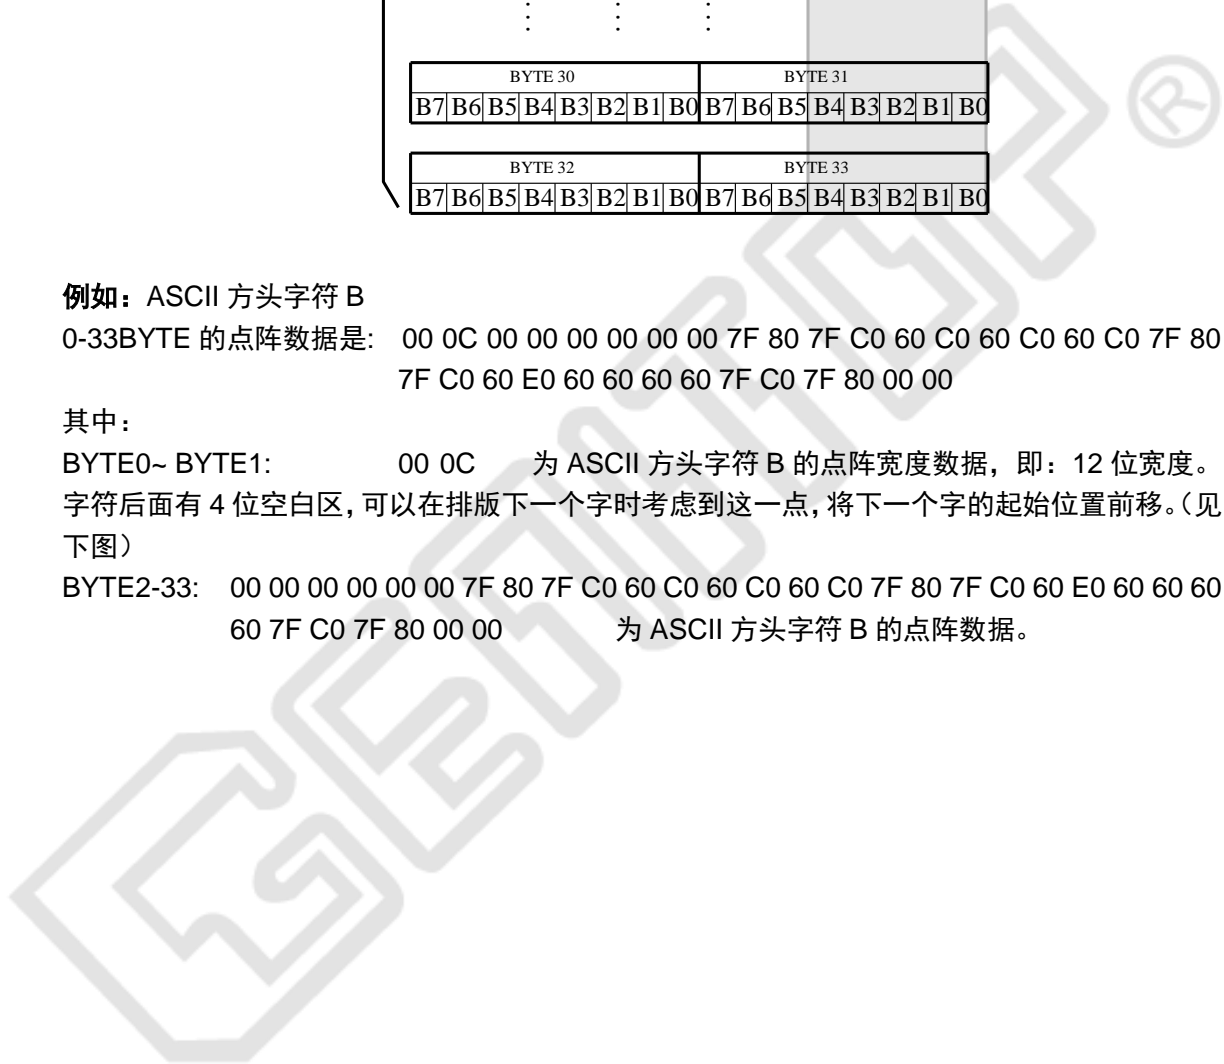 BYTE 30 BYTE 31
B7 B6 B5 B4 B3 B2 B1 B0 B7 B6 B5 B4 B3 B2 B1 B0
BYTE 32 BYTE 33
B7 B6 B5 B4 B3 B2 B1 B0 B7 B6 B5 B4 B3 B2 B1 B0
例如：ASCII 方头字符 B
0-33BYTE 的点阵数据是: 00 0C 00 00 00 00 00 00 7F 80 7F C0 60 C0 60 C0 60 C0 7F 80
7F C0 60 E0 60 60 60 60 7F C0 7F 80 00 00
其中：
BYTE0~ BYTE1: 00 0C 为 ASCII 方头字符 B 的点阵宽度数据，即：12 位宽度。
字符后面有 4 位空白区，可以在排版下一个字时考虑到这一点，将下一个字的起始位置前移。（见
下图）
BYTE2-33: 00 00 00 00 00 00 7F 80 7F C0 60 C0 60 C0 60 C0 7F 80 7F C0 60 E0 60 60 60
60 7F C0 7F 80 00 00 为 ASCII 方头字符 B 的点阵数据。